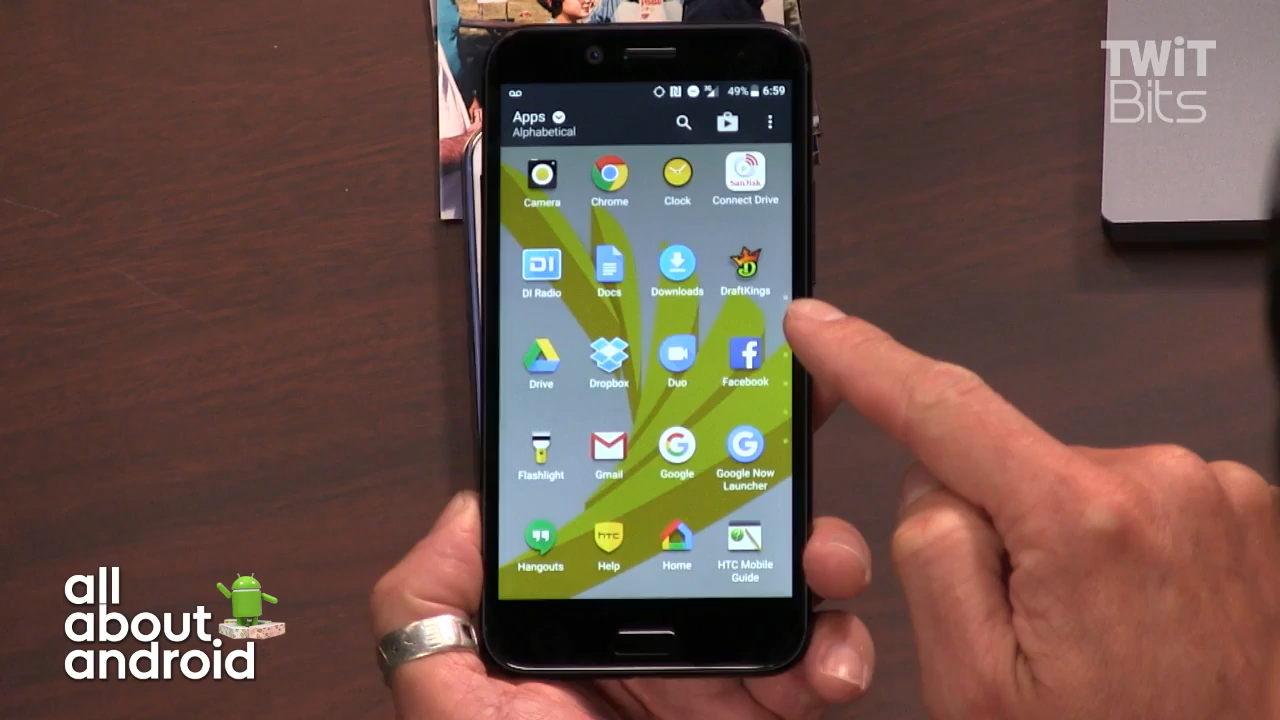 TWiT
Bits
49% 6:59
Apps
Alphabetical
Camera Chrome Clock Connect Drive
SanDisk
DI Radio Docs Downloads DraftKings
DI
D
Drive Dropbox Duo Facebook
Flashlight Gmail Google Google Now
Launcher
hTC
Hangouts Help Home HTC Mobile
Guide
all
about
android